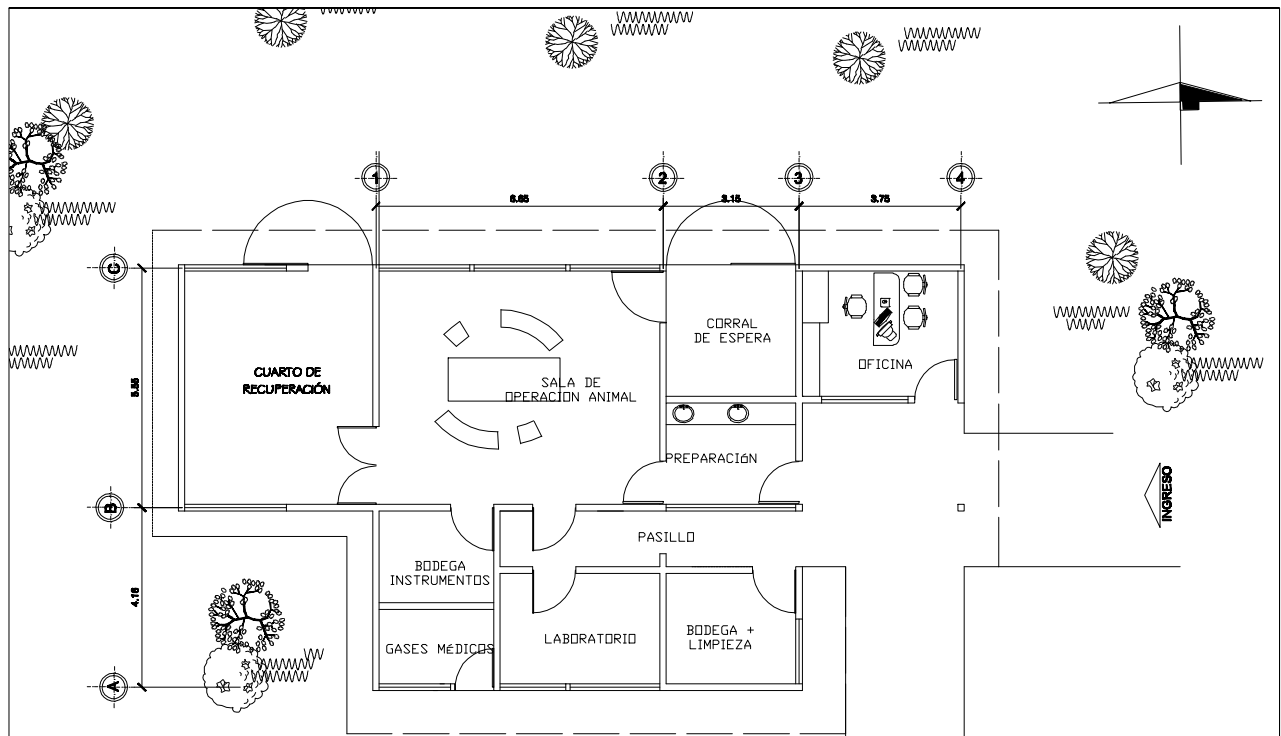 1
2
3
4
6.65
3.15
3.75
C
5.55
B
4.15
A
CORRAL
DE ESPERA
OFICINA
CUARTO DE
RECUPERACIÓN
SALA DE
OPERACION ANIMAL
PREPARACIÓN
INGRESO
PASILLO
BODEGA
INSTRUMENTOS
GASES MÉDICOS
LABORATORIO
BODEGA +
LIMPIEZA